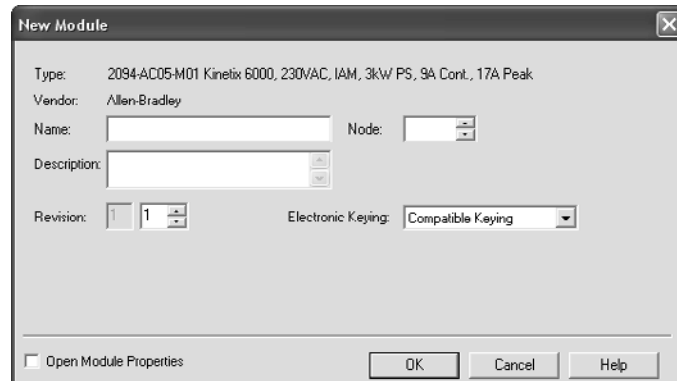 New Module
Type: 2094-AC05-M01 Kinetix 6000, 230VAC, IAM, 3kW PS, 9A Cont., 17A Peak
Vendor: Allen-Bradley
Name: Node:
Description:
Revision: 1 1 Electronic Keying: Compatible Keying
Open Module Properties OK Cancel Help